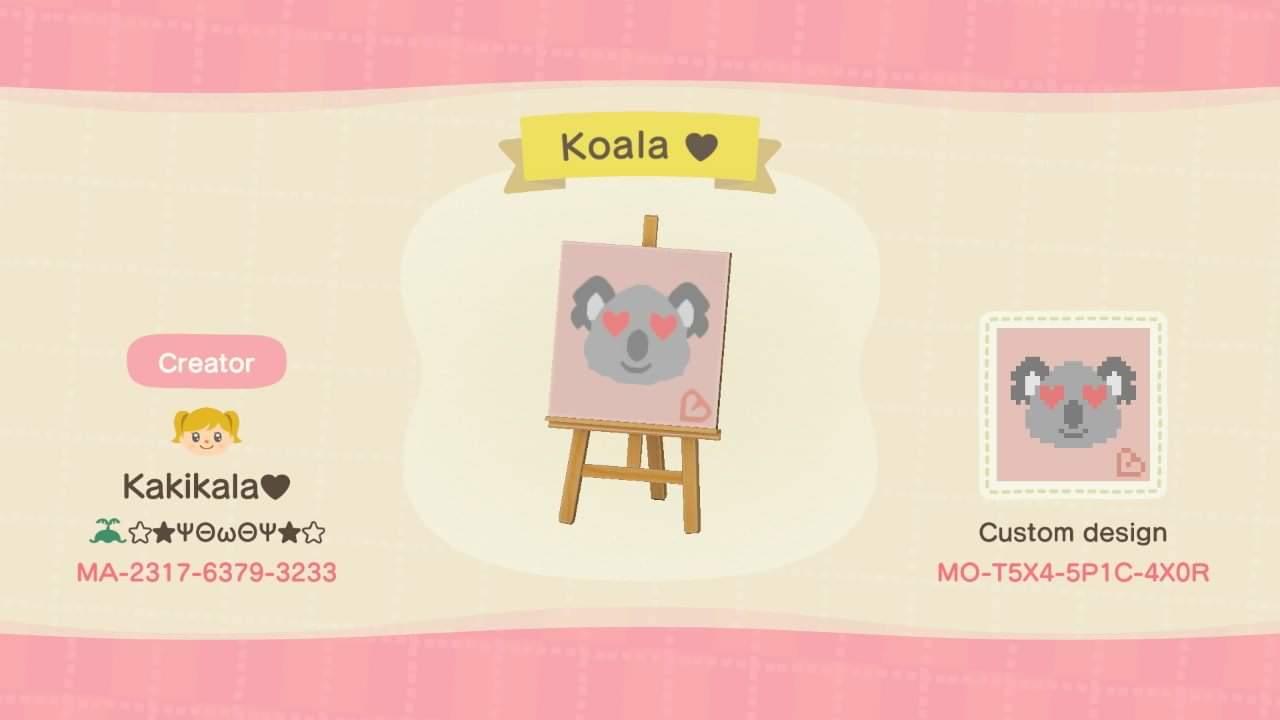 Koala ♥
Creator
Kakikala♥
☆★ΨΘωΘΨ★☆
MA-2317-6379-3233
Custom design
MO-T5X4-5P1C-4X0R